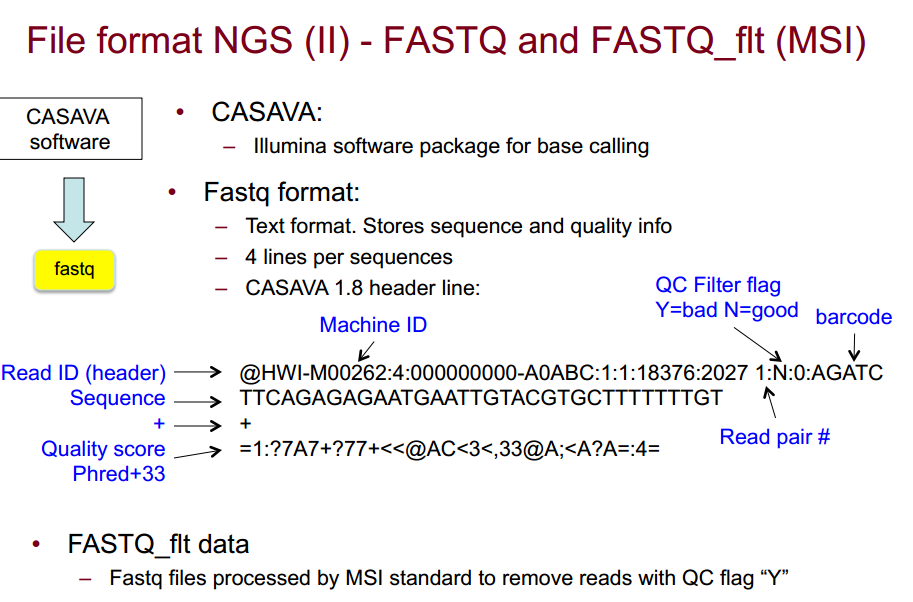 File format NGS (II) - FASTQ and FASTQ_flt (MSI)
CASAVA
software
fastq
• CASAVA:
– Illumina software package for base calling
• Fastq format:
– Text format. Stores sequence and quality info
– 4 lines per sequences
– CASAVA 1.8 header line:
QC Filter flag
Y=bad N=good
barcode
Machine ID
Read ID (header)
@HWI-M00262:4:000000000-A0ABC:1:1:18376:2027 1:N:0:AGATC
Sequence
TTCAGAGAGAATGAATTGTACGTGCTTTTTTTGT
+
+
Read pair #
Quality score
Phred+33
=1:?7A7+?77+<<@AC<3<,33@A;<A?A=:4=
• FASTQ_flt data
– Fastq files processed by MSI standard to remove reads with QC flag “Y”